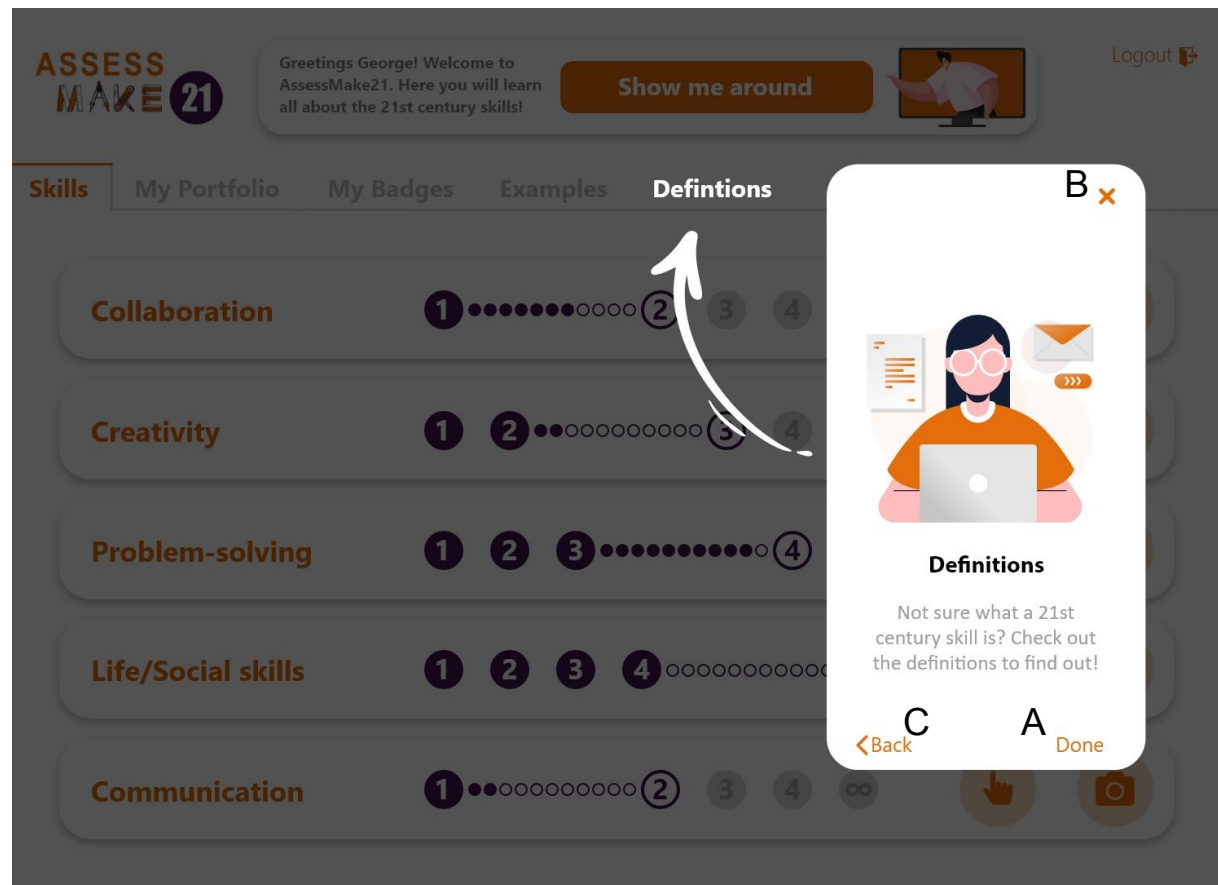 ASSESS
MAKE 21
Greetings George! Welcome to
AssessMake21. Here you will learn
all about the 21st century skills!
Show me around
Logout
Skills
My Portfolio
My Badges
Examples
Defintions
B
Collaboration
1 2 3 4
Creativity
1 2 3 4
Problem-solving
1 2 3 4
Life/Social skills
1 2 3 4
Communication
1 2 3 4 ∞
Definitions
Not sure what a 21st
century skill is? Check out
the definitions to find out!
C
A
Back
Done